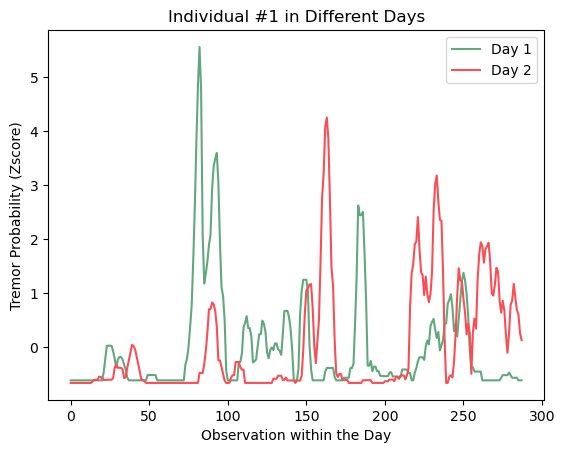 Individual #1 in Different Days
Day 1
Day 2
Tremor Probability (Zscore)
5
4
3
2
1
0
0 50 100 150 200 250 300
Observation within the Day